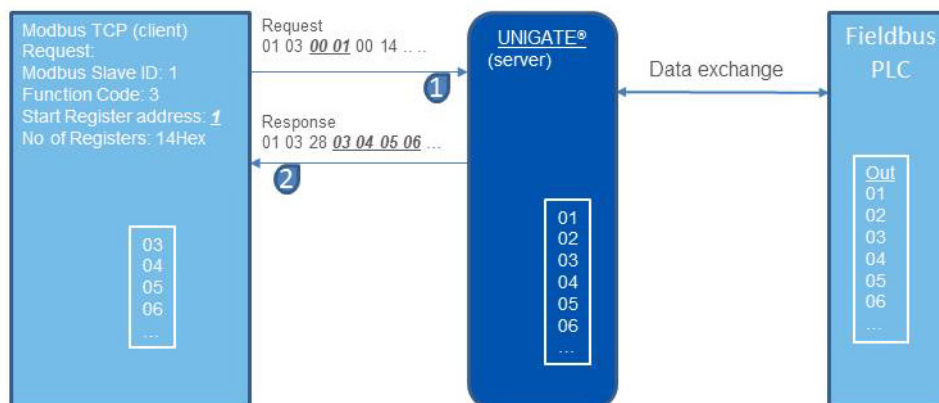 Modbus TCP (client)
Request:
Modbus Slave ID: 1
Function Code: 3
Start Register address: 1
No of Registers: 14Hex
03
04
05
06
...
Request
01 03 00 01 00 14 .. ..
1
Response
01 03 28 03 04 05 06 ...
2
UNIGATE®
(server)
01
02
03
04
05
06
...
Data exchange
Fieldbus
PLC
Out
01
02
03
04
05
06
...